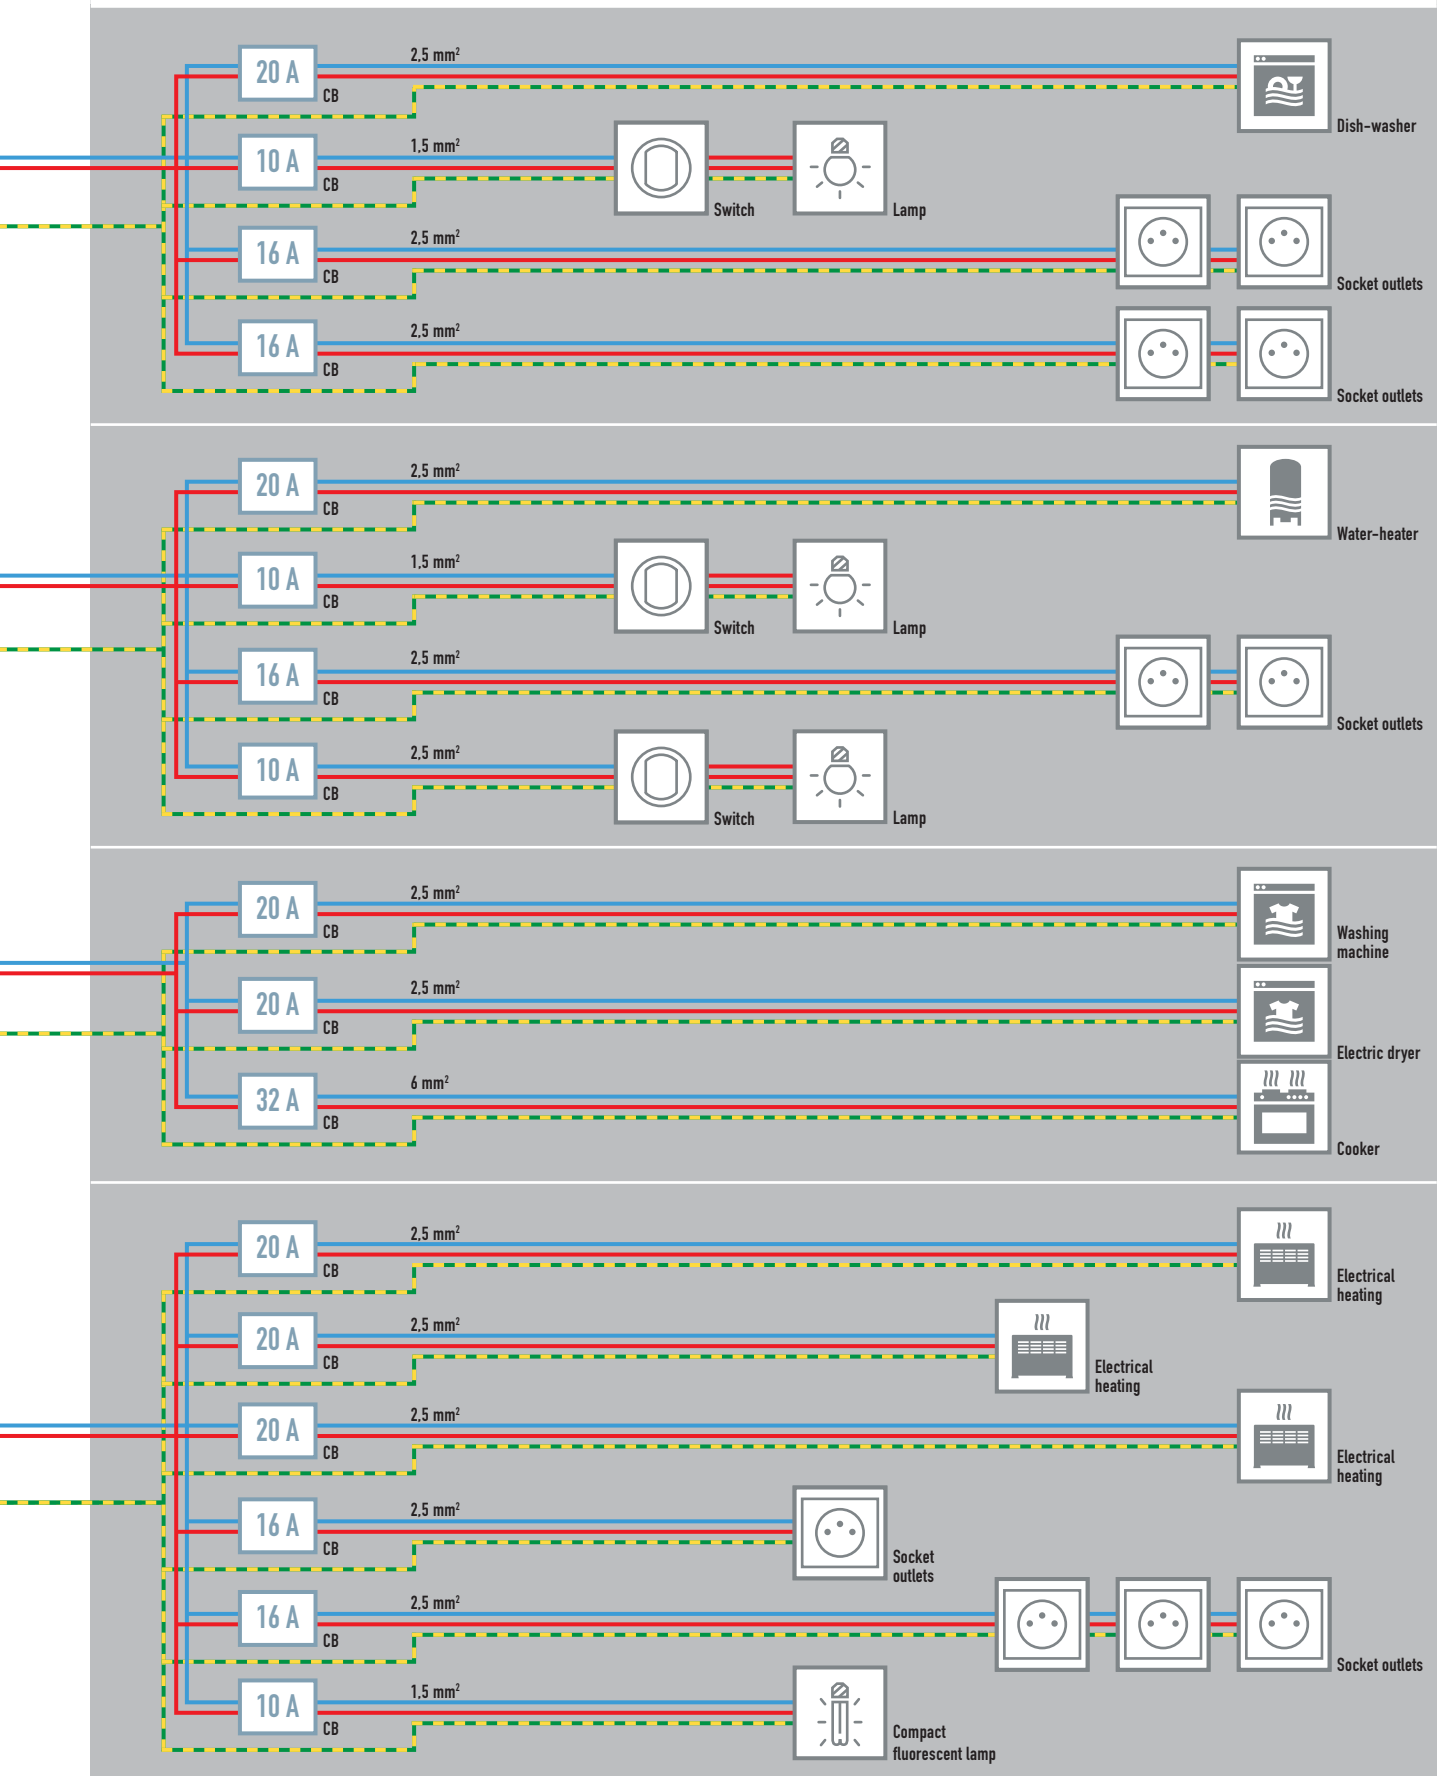 20 A
CB
2,5 mm²
Dish-washer
10 A
CB
1,5 mm²
Switch
Lamp
16 A
CB
2,5 mm²
Socket outlets
16 A
CB
2,5 mm²
Socket outlets
20 A
CB
2,5 mm²
Water-heater
10 A
CB
1,5 mm²
Switch
Lamp
16 A
CB
2,5 mm²
Socket outlets
10 A
CB
2,5 mm²
Switch
Lamp
20 A
CB
2,5 mm²
Washing
machine
20 A
CB
2,5 mm²
Electric dryer
32 A
CB
6 mm²
Cooker
20 A
CB
2,5 mm²
Electrical
heating
20 A
CB
2,5 mm²
Electrical
heating
20 A
CB
2,5 mm²
Electrical
heating
16 A
CB
2,5 mm²
Socket
outlets
16 A
CB
2,5 mm²
Socket outlets
10 A
CB
1,5 mm²
Compact
fluorescent lamp